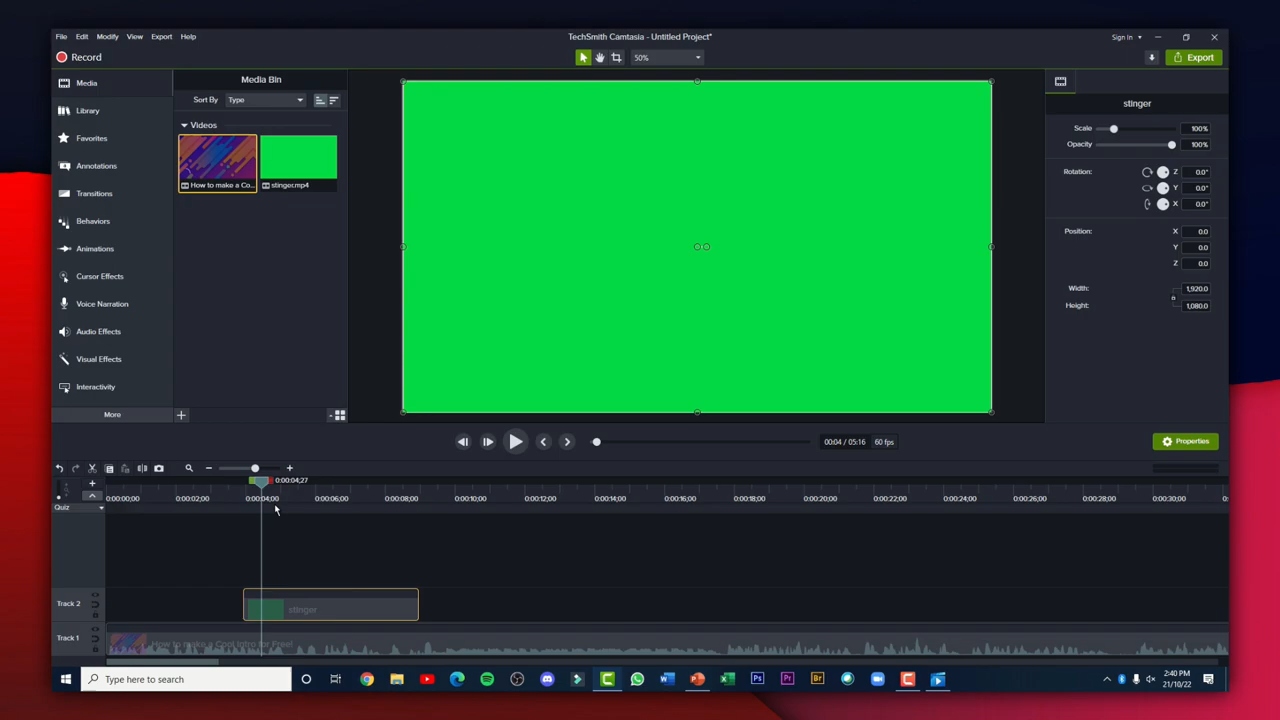 File Edit Modify View Export Help
TechSmith Camtasia - Untitled Project*
Sign In
Record
50%
Export
Media
Library
Favorites
Annotations
Transitions
Behaviors
Animations
Cursor Effects
Voice Narration
Audio Effects
Visual Effects
Interactivity
More
Media Bin
Sort By Type
Videos
How to make a Co... stinger.mp4
stinger
Scale 100%
Opacity 100%
Rotation: Z 0.0°
Y 0.0°
X 0.0°
Position: X 0.0
Y 0.0
Z 0.0
Width: 1,920.0
Height: 1,080.0
00:04 / 05:16 60 fps
Properties
0:00:04;27
0:00:00;00 0:00:02;00 0:00:04;00 0:00:06;00 0:00:08;00 0:00:10;00 0:00:12;00 0:00:14;00 0:00:16;00 0:00:18;00 0:00:20;00 0:00:22;00 0:00:24;00 0:00:26;00 0:00:28;00 0:00:30;00
Quiz
Track 2
stinger
Track 1
How to make a Cool Intro for Free!
Type here to search
2:40 PM
21/10/22